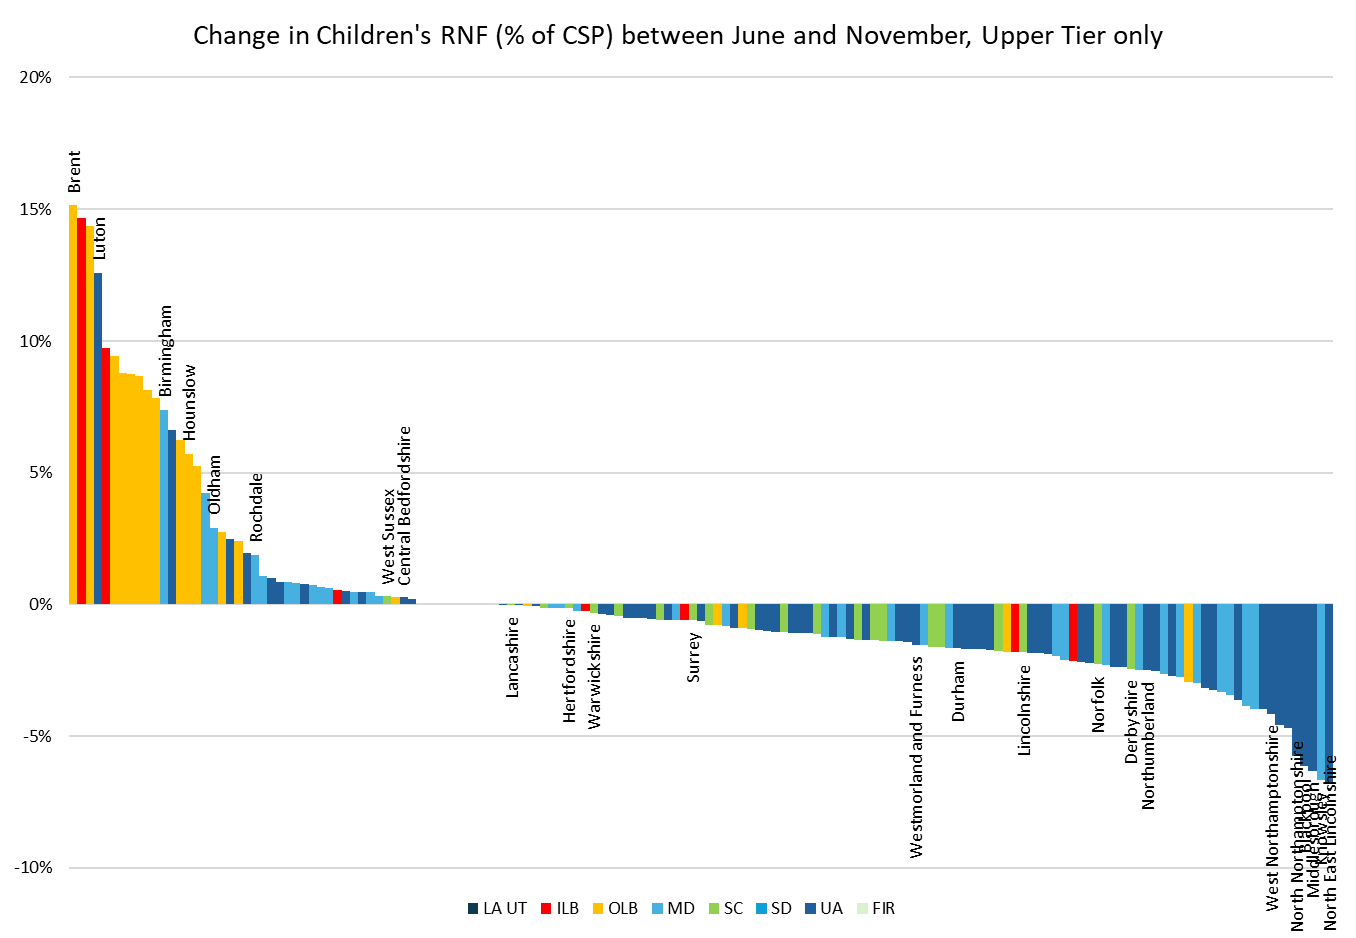 Change in Children's RNF (% of CSP) between June and November, Upper Tier only
20%
15%
10%
5%
0%
-5%
-10%
Brent
Luton
Birmingham
Hounslow
Oldham
Rochdale
West Sussex
Central Bedfordshire
Lancashire
Hertfordshire
Warwickshire
Surrey
Westmorland and Furness
Durham
Lincolnshire
Norfolk
Derbyshire
Northumberland
West Northamptonshire
North Northamptonshire
Blackpool
Middlesbrough
Knowsley
North East Lincolnshire
LA UT
ILB
OLB
MD
SC
SD
UA
FIR